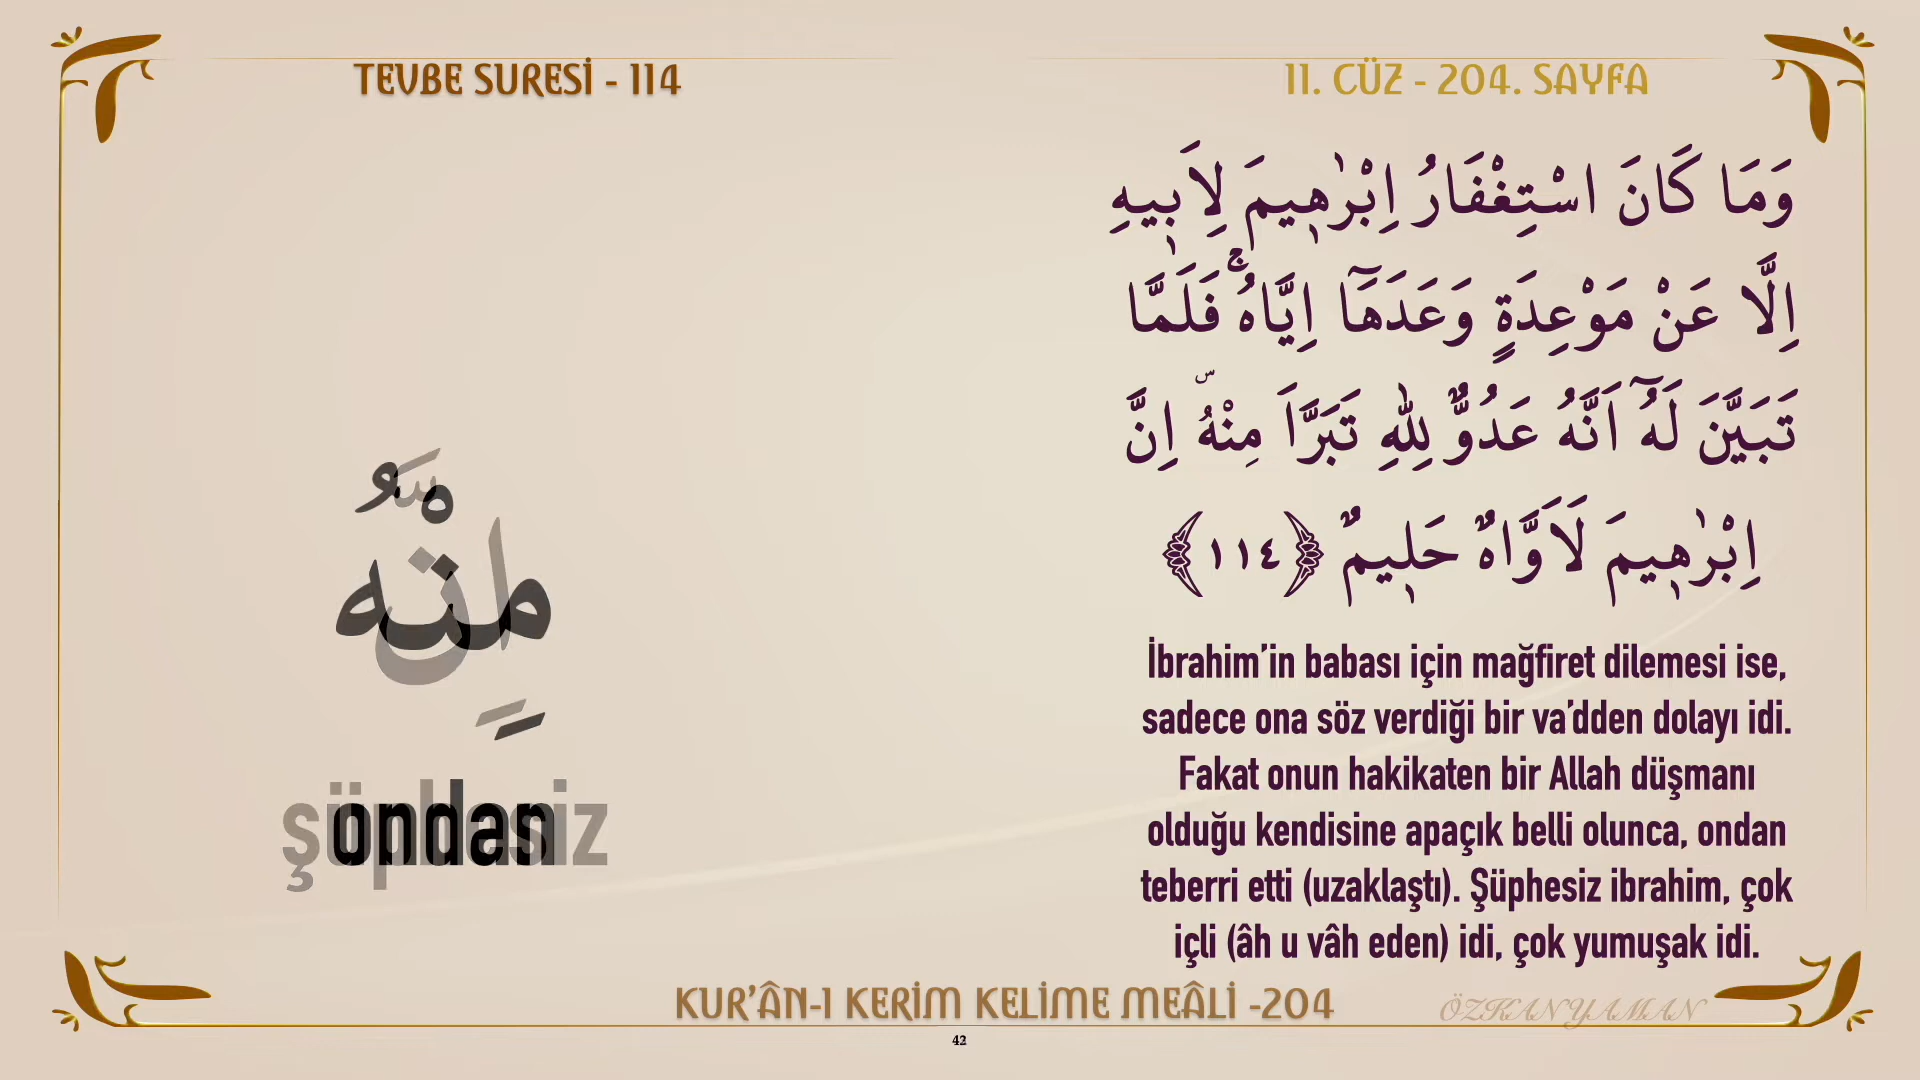 TEVBE SURESİ - 114
11. CÜZ - 204. SAYFA
وَمَا كَانَ اسْتِغْفَارُ اِبْرٰه۪يمَ لِاَب۪يهِ
اِلَّا عَنْ مَوْعِدَةٍ وَعَدَهَٓا اِيَّاهُۚ فَلَمَّا
تَبَيَّنَ لَهُٓ اَنَّهُ عَدُوٌّ لِلّٰهِ تَبَرَّاَ مِنْهُۜ اِنَّ
اِبْرٰه۪يمَ لَاَوَّاهٌ حَل۪يمٌ ﴿١١٤﴾
مِنْهُ
اِنَّ
ondan
şüphesiz
İbrahim’in babası için mağfiret dilemesi ise,
sadece ona söz verdiği bir va’dden dolayı idi.
Fakat onun hakikaten bir Allah düşmanı
olduğu kendisine apaçık belli olunca, ondan
teberri etti (uzaklaştı). Şüphesiz ibrahim, çok
içli (âh u vâh eden) idi, çok yumuşak idi.
KUR’ÂN-I KERİM KELİME MEÂLİ -204
ÖZKANYAMAN
42